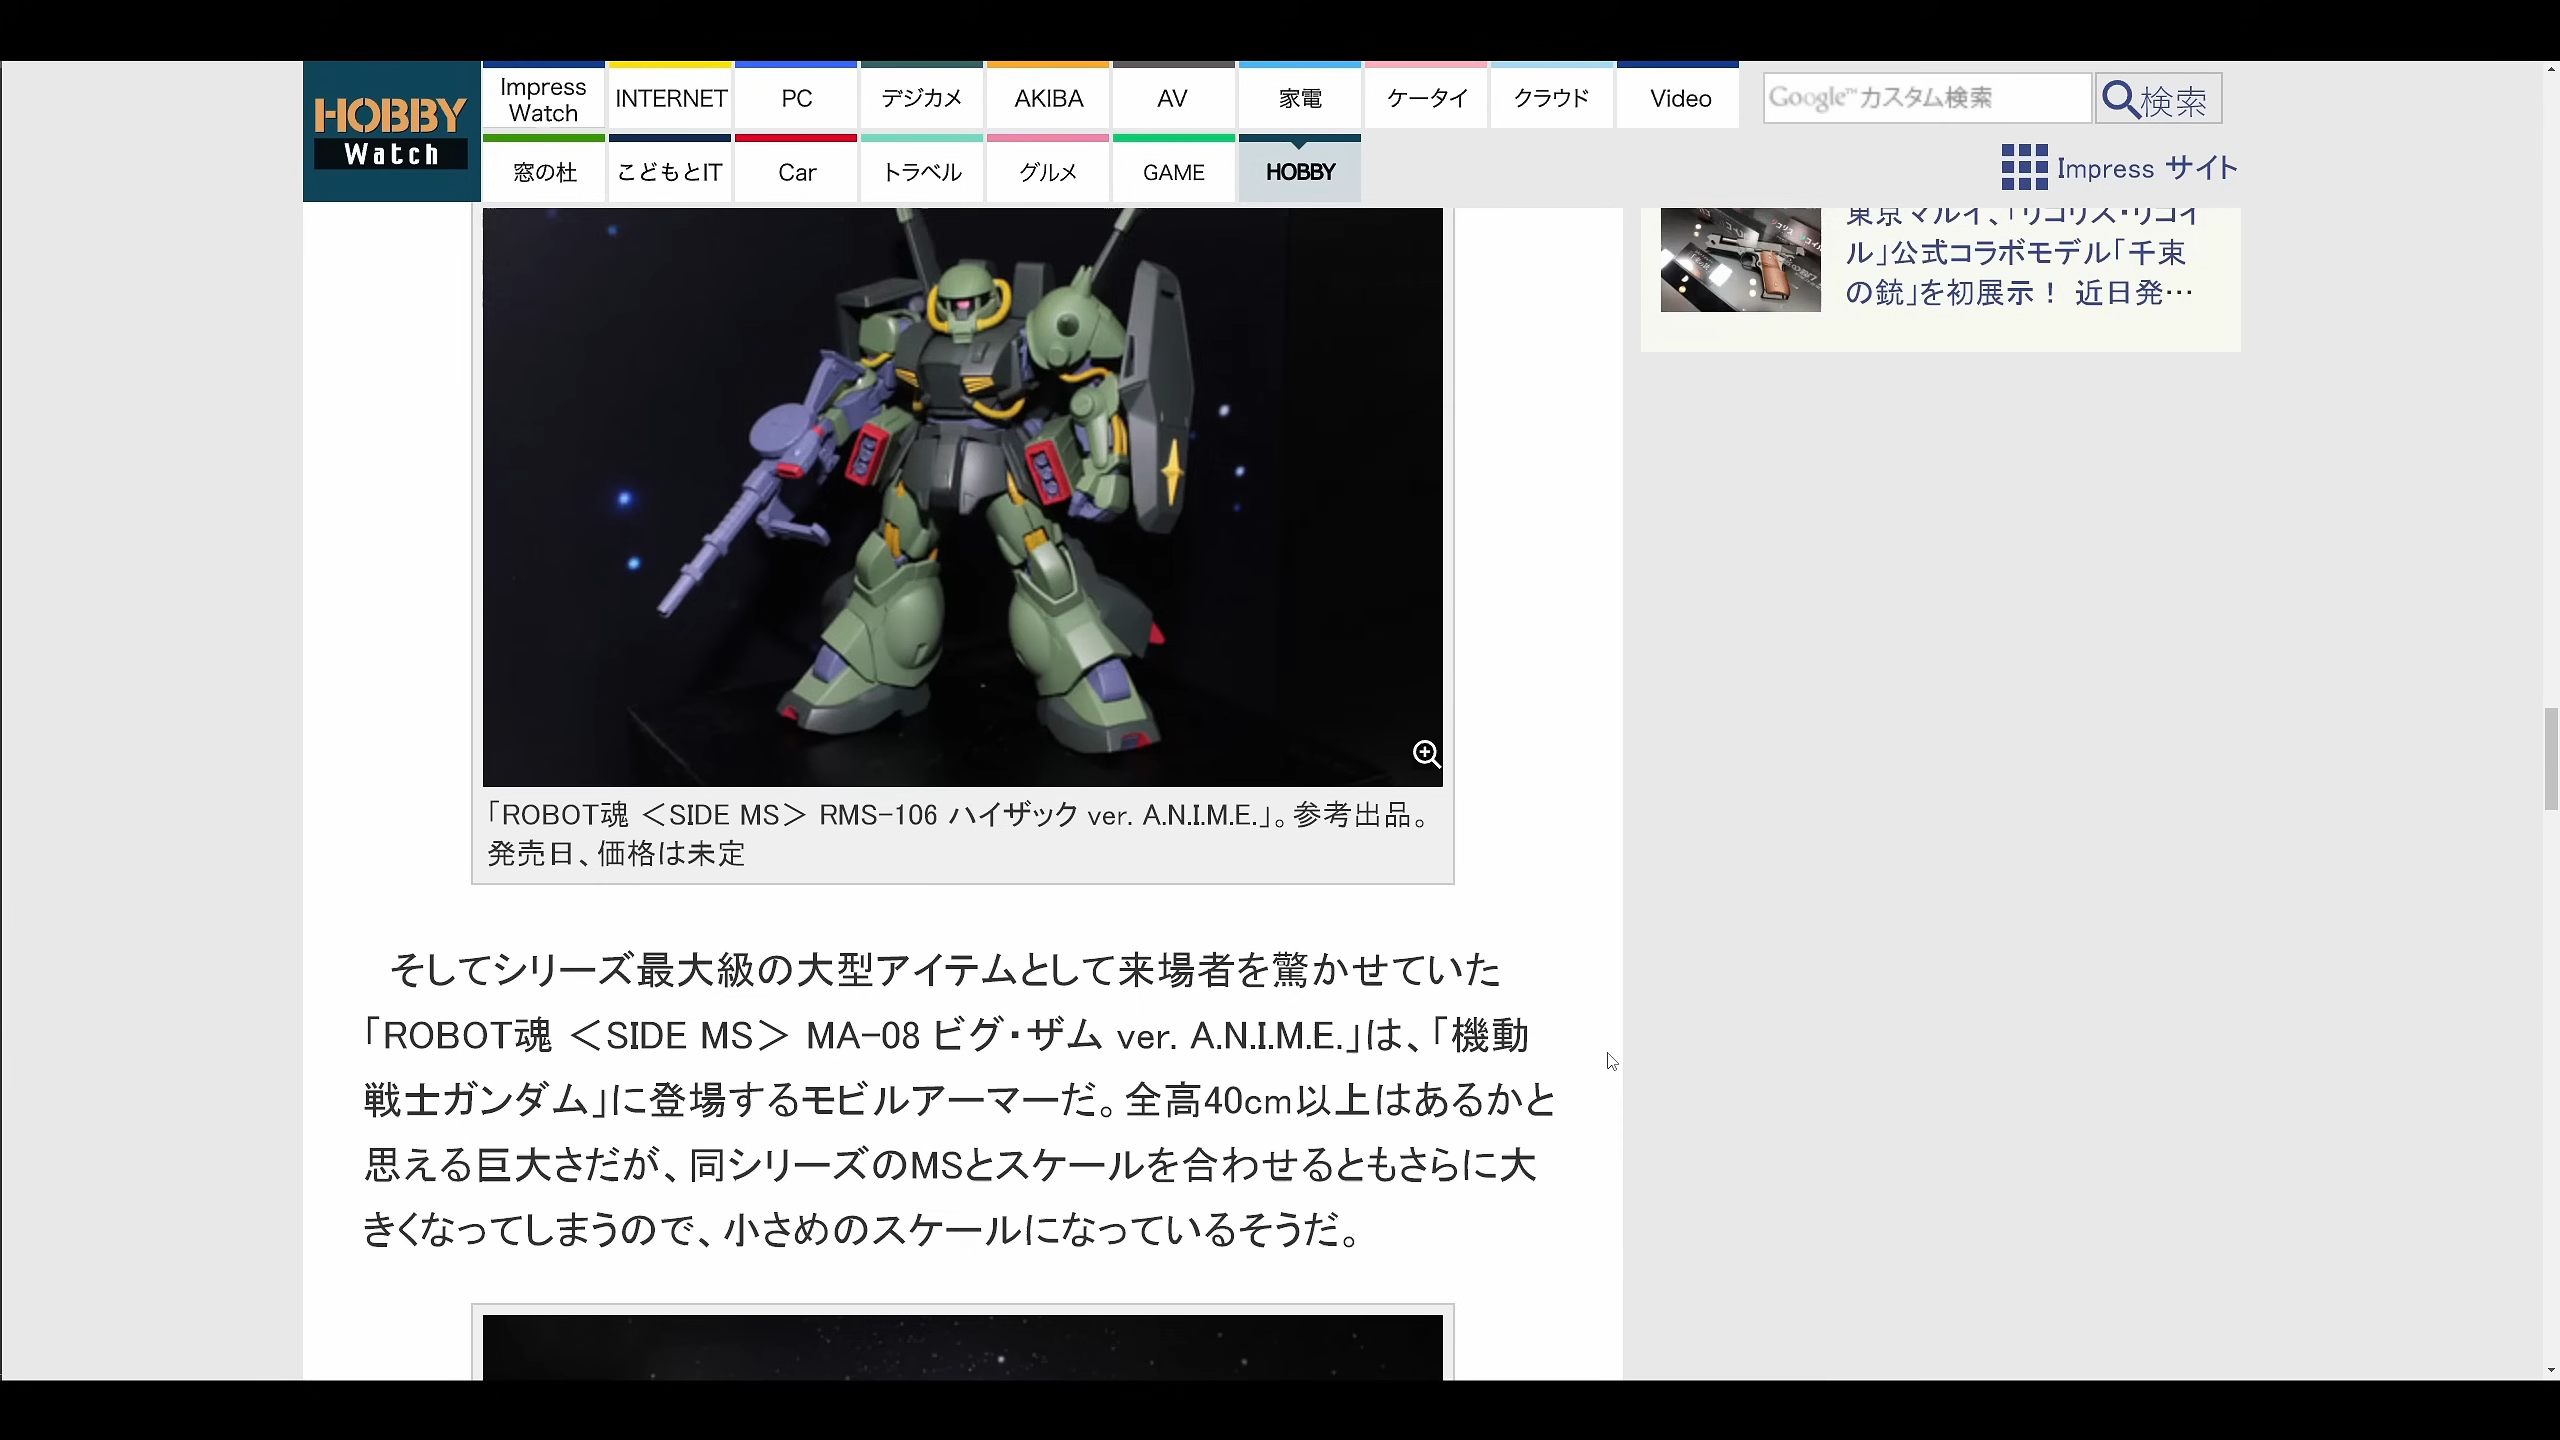 HOBBY
Watch
Impress
Watch
INTERNET
PC
デジカメ
AKIBA
AV
家電
ケータイ
クラウド
Video
Google™ カスタム検索
検索
窓の杜
こどもとIT
Car
トラベル
グルメ
GAME
HOBBY
Impress サイト
東京マルイ、「リコリス・リコイ
ル」公式コラボモデル「千束
の銃」を初展示！ 近日発…
「ROBOT魂 ＜SIDE MS＞ RMS-106 ハイザック ver. A.N.I.M.E.」。参考出品。
発売日、価格は未定
そしてシリーズ最大級の大型アイテムとして来場者を驚かせていた
「ROBOT魂 ＜SIDE MS＞ MA-08 ビグ・ザム ver. A.N.I.M.E.」は、「機動
戦士ガンダム」に登場するモビルアーマーだ。全高40cm以上はあるかと
思える巨大さだが、同シリーズのMSとスケールを合わせるともさらに大
きくなってしまうので、小さめのスケールになっているそうだ。